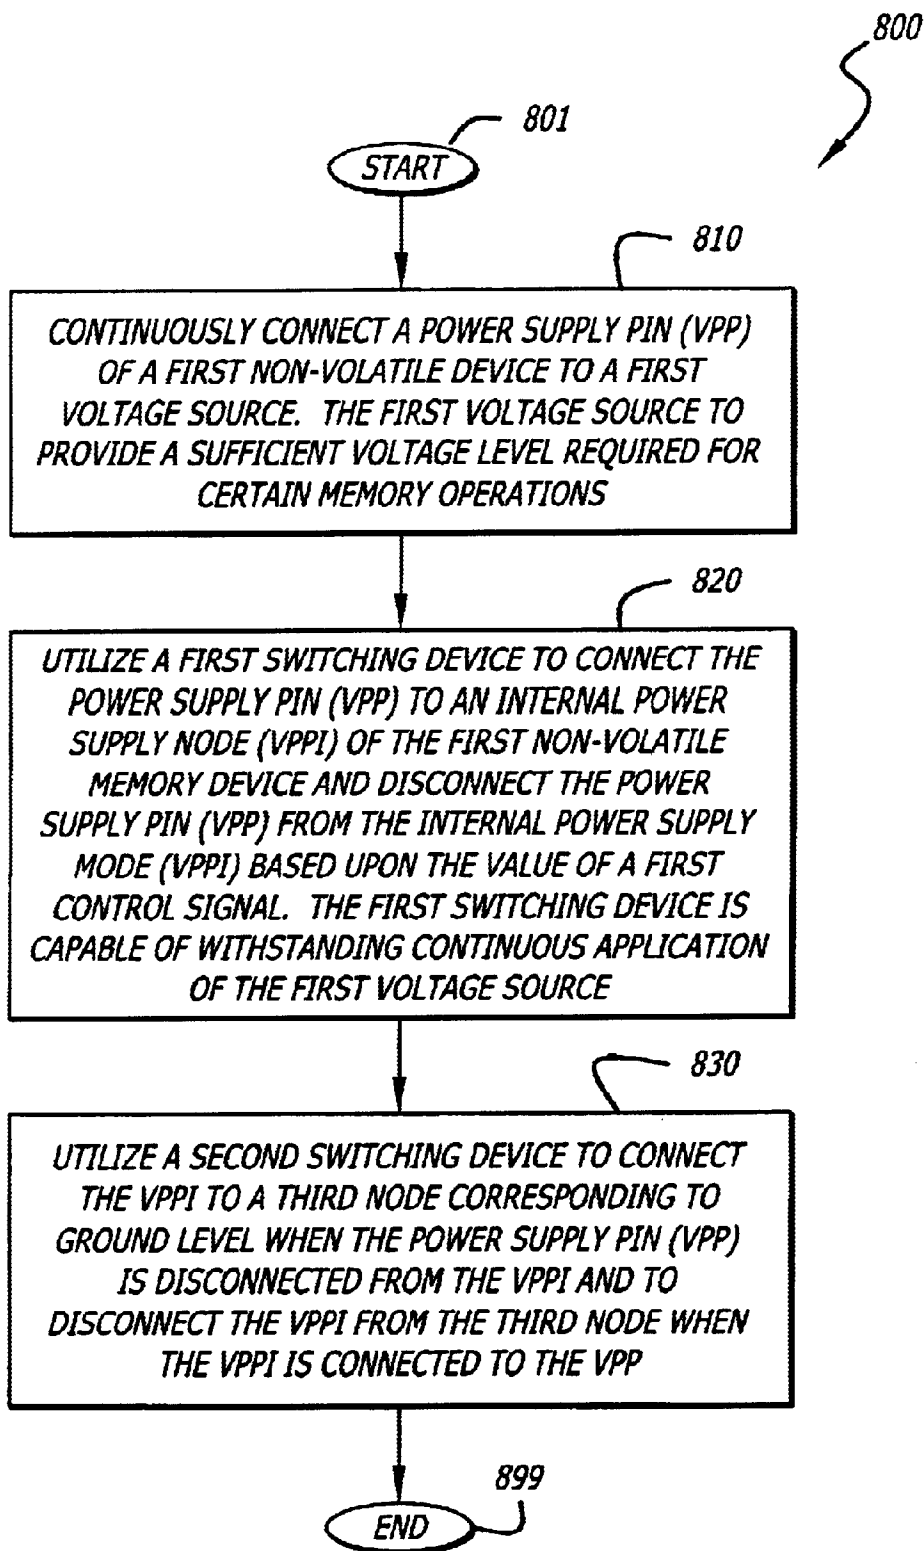 800
801
START
810
CONTINUOUSLY CONNECT A POWER SUPPLY PIN (VPP)
OF A FIRST NON-VOLATILE DEVICE TO A FIRST
VOLTAGE SOURCE. THE FIRST VOLTAGE SOURCE TO
PROVIDE A SUFFICIENT VOLTAGE LEVEL REQUIRED FOR
CERTAIN MEMORY OPERATIONS
820
UTILIZE A FIRST SWITCHING DEVICE TO CONNECT THE
POWER SUPPLY PIN (VPP) TO AN INTERNAL POWER
SUPPLY NODE (VPPI) OF THE FIRST NON-VOLATILE
MEMORY DEVICE AND DISCONNECT THE POWER
SUPPLY PIN (VPP) FROM THE INTERNAL POWER SUPPLY
MODE (VPPI) BASED UPON THE VALUE OF A FIRST
CONTROL SIGNAL. THE FIRST SWITCHING DEVICE IS
CAPABLE OF WITHSTANDING CONTINUOUS APPLICATION
OF THE FIRST VOLTAGE SOURCE
830
UTILIZE A SECOND SWITCHING DEVICE TO CONNECT
THE VPPI TO A THIRD NODE CORRESPONDING TO
GROUND LEVEL WHEN THE POWER SUPPLY PIN (VPP)
IS DISCONNECTED FROM THE VPPI AND TO
DISCONNECT THE VPPI FROM THE THIRD NODE WHEN
THE VPPI IS CONNECTED TO THE VPP
899
END